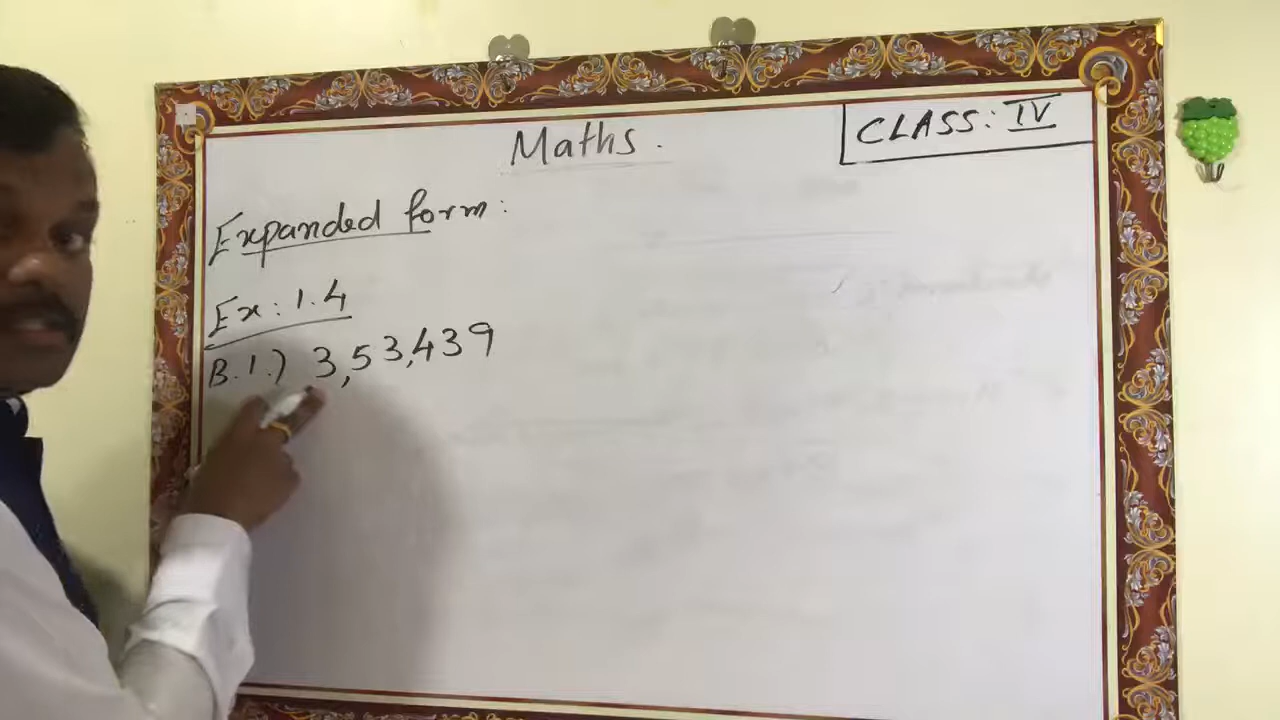 Maths.
CLASS: IV
Expanded form:
Ex: 1.4
B.1.) 3,53,439